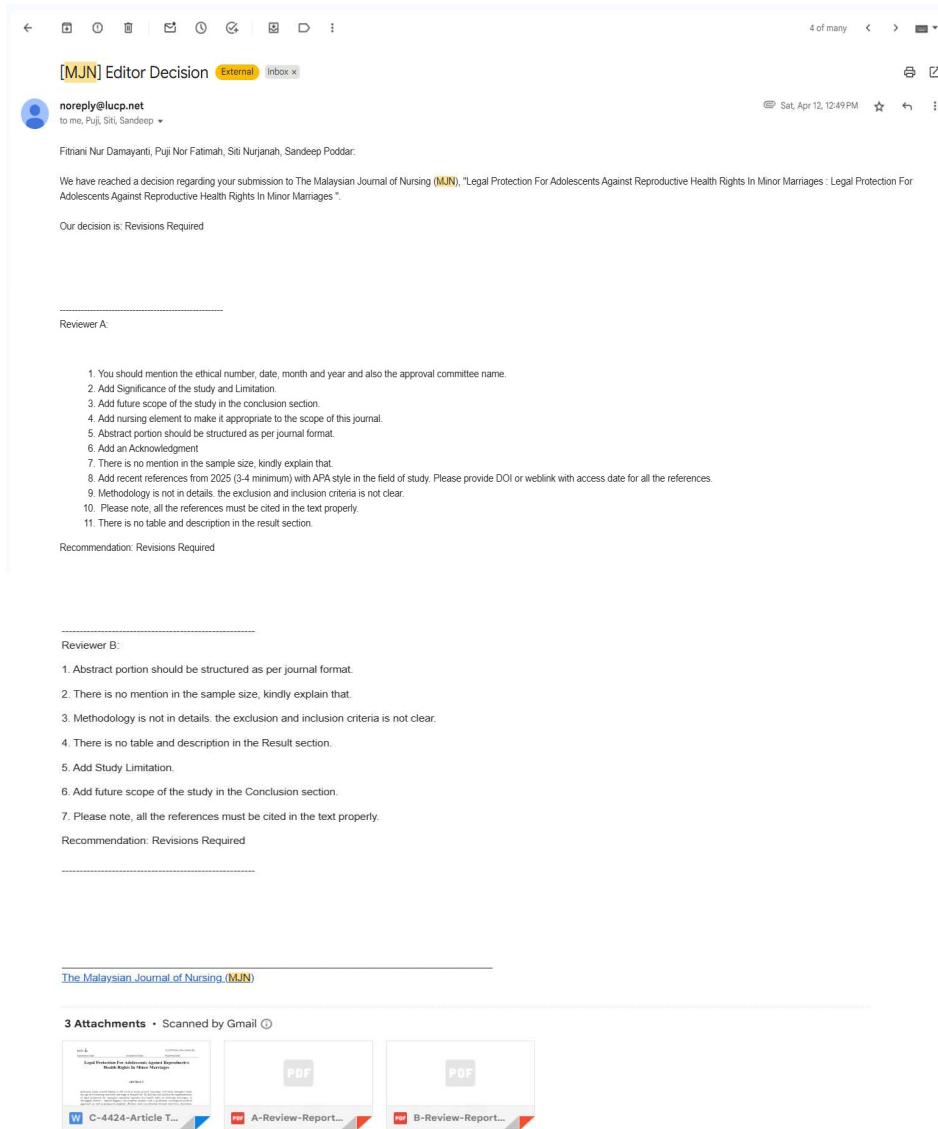 4 of many
[MJN] Editor Decision External Inbox ×
noreply@lucp.net
Sat, Apr 12, 12:49 PM
to me, Puji, Siti, Sandeep
Fitriani Nur Damayanti, Puji Nor Fatimah, Siti Nurjanah, Sandeep Poddar:
We have reached a decision regarding your submission to The Malaysian Journal of Nursing (MJN), "Legal Protection For Adolescents Against Reproductive Health Rights In Minor Marriages : Legal Protection For
Adolescents Against Reproductive Health Rights In Minor Marriages ".
Our decision is: Revisions Required
------------------------------------------------------
Reviewer A:
1. You should mention the ethical number, date, month and year and also the approval committee name.
2. Add Significance of the study and Limitation.
3. Add future scope of the study in the conclusion section.
4. Add nursing element to make it appropriate to the scope of this journal.
5. Abstract portion should be structured as per journal format.
6. Add an Acknowledgment
7. There is no mention in the sample size, kindly explain that.
8. Add recent references from 2025 (3-4 minimum) with APA style in the field of study. Please provide DOI or weblink with access date for all the references.
9. Methodology is not in details. the exclusion and inclusion criteria is not clear.
10. Please note, all the references must be cited in the text properly.
11. There is no table and description in the result section.
Recommendation: Revisions Required
------------------------------------------------------
Reviewer B:
1. Abstract portion should be structured as per journal format.
2. There is no mention in the sample size, kindly explain that.
3. Methodology is not in details. the exclusion and inclusion criteria is not clear.
4. There is no table and description in the Result section.
5. Add Study Limitation.
6. Add future scope of the study in the Conclusion section.
7. Please note, all the references must be cited in the text properly.
Recommendation: Revisions Required
------------------------------------------------------
The Malaysian Journal of Nursing (MJN)
3 Attachments • Scanned by Gmail
Legal Protection For Adolescents Against Reproductive
Health Rights In Minor Marriages
ABSTRACT
PDF
PDF
W C-4424-Article T...
PDF A-Review-Report...
PDF B-Review-Report...